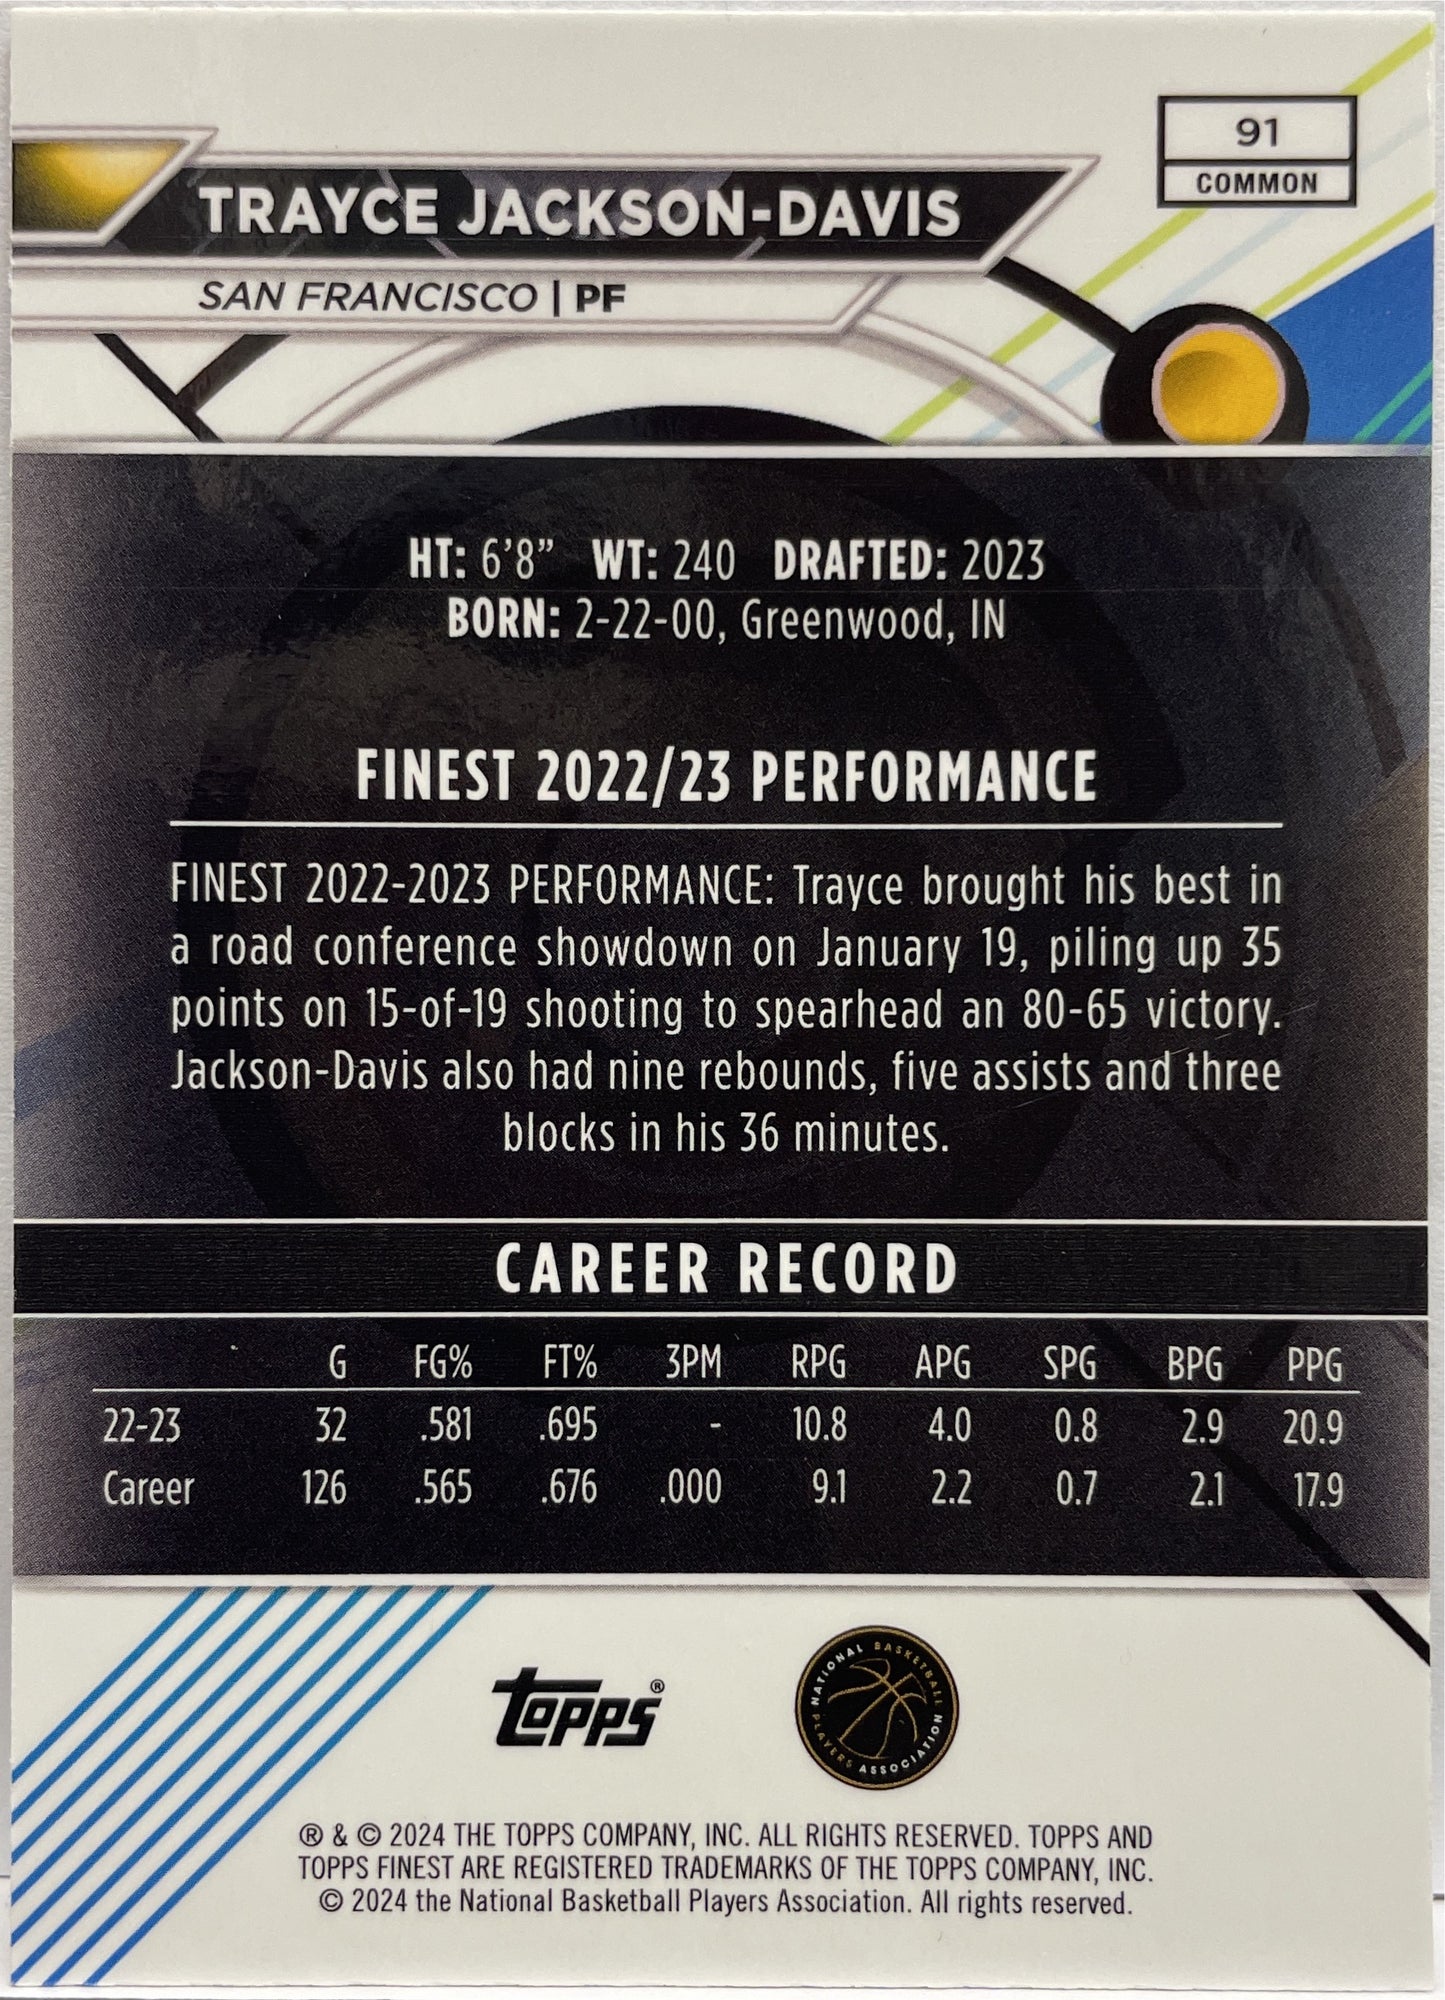 91
COMMON
TRAYCE JACKSON-DAVIS
SAN FRANCISCO | PF
HT: 6'8” WT: 240 DRAFTED: 2023
BORN: 2-22-00, Greenwood, IN
FINEST 2022/23 PERFORMANCE
FINEST 2022-2023 PERFORMANCE: Trayce brought his best in
a road conference showdown on January 19, piling up 35
points on 15-of-19 shooting to spearhead an 80-65 victory.
Jackson-Davis also had nine rebounds, five assists and three
blocks in his 36 minutes.
CAREER RECORD
G FG% FT% 3PM RPG APG SPG BPG PPG
22-23 32 .581 .695 - 10.8 4.0 0.8 2.9 20.9
Career 126 .565 .676 .000 9.1 2.2 0.7 2.1 17.9
topps®
NATIONAL BASKETBALL PLAYERS ASSOCIATION
® & © 2024 THE TOPPS COMPANY, INC. ALL RIGHTS RESERVED. TOPPS AND
TOPPS FINEST ARE REGISTERED TRADEMARKS OF THE TOPPS COMPANY, INC.
© 2024 the National Basketball Players Association. All rights reserved.